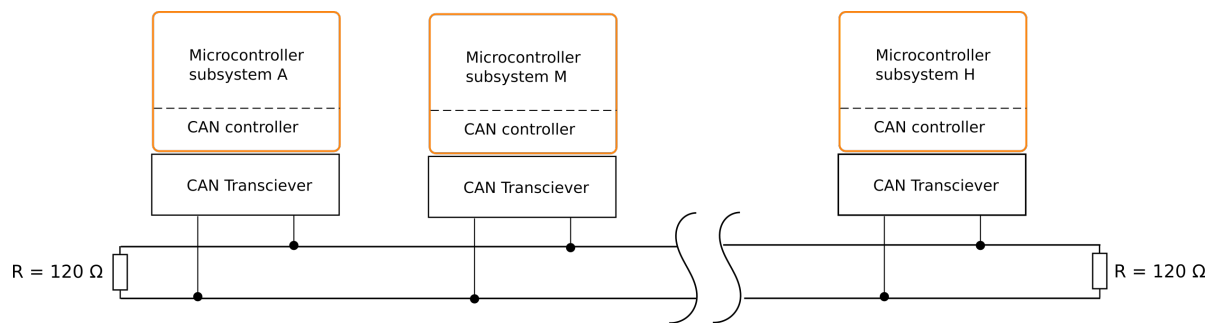 Microcontroller
subsystem A
CAN controller
CAN Transciever
Microcontroller
subsystem M
CAN controller
CAN Transciever
Microcontroller
subsystem H
CAN controller
CAN Transciever
R = 120 Ω
R = 120 Ω